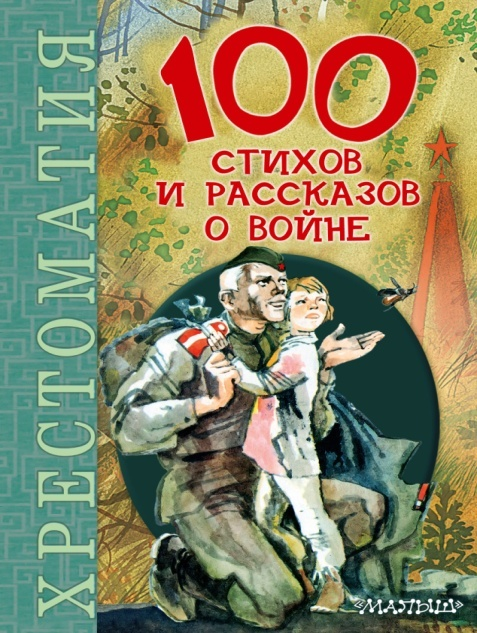 ХРЕСТОМАТИЯ
100
СТИХОВ
И РАССКАЗОВ
О ВОЙНЕ
«МАЛЫШ»